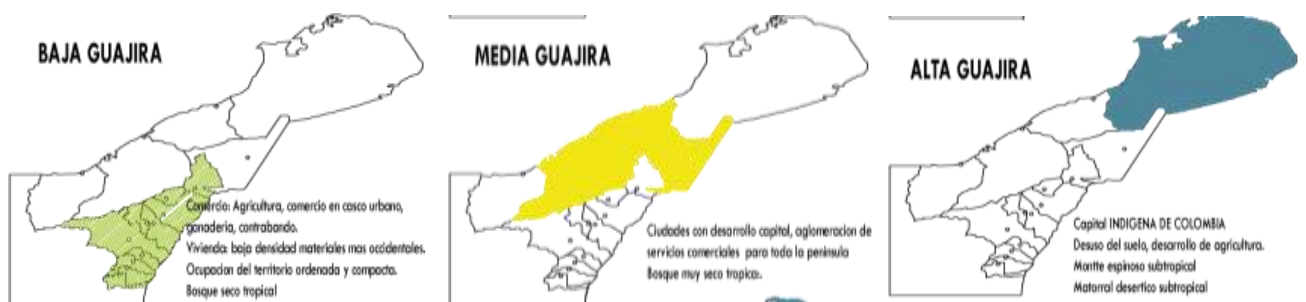 BAJA GUAJIRA
Comercio: Agricultura, comercio en casco urbano,
ganaderia, contrabando.
Vivienda: baja densidad materiales mas occidentales.
Ocupacion del territorio ordenada y compacta.
Bosque seco tropical
MEDIA GUAJIRA
Ciudades con desarrollo capital, aglomeracion de
servicios comerciales para toda la peninsula
Bosque muy seco tropical.
ALTA GUAJIRA
Capital INDIGENA DE COLOMBIA
Desuso del suelo, desarrollo de agricultura.
Montte espinoso subtropical
Matorral desertico subtropical